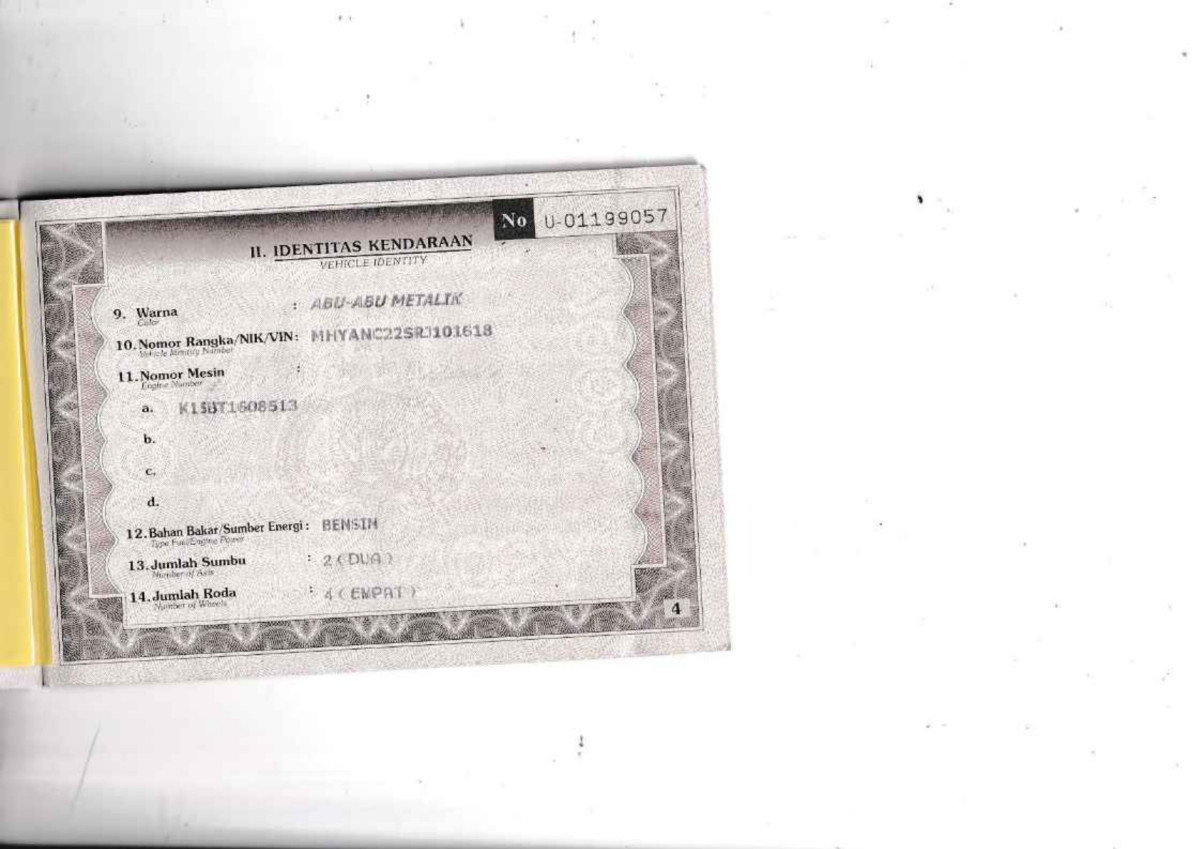 No U-01199057
II. IDENTITAS KENDARAAN
VEHICLE IDENTITY
9. Warna : ABU-ABU METALIK
Color
10. Nomor Rangka/NIK/VIN : MHYANC22SRJ101618
Vehicle Identity Number
11. Nomor Mesin :
Engine Number
a. K15BT1608513
b.
c.
d.
12. Bahan Bakar/Sumber Energi : BENSIN
Type Fuel/Engine Power
13. Jumlah Sumbu : 2 (DUA)
Number of Axis
14. Jumlah Roda : 4 (EMPAT)
Number of Wheels
4